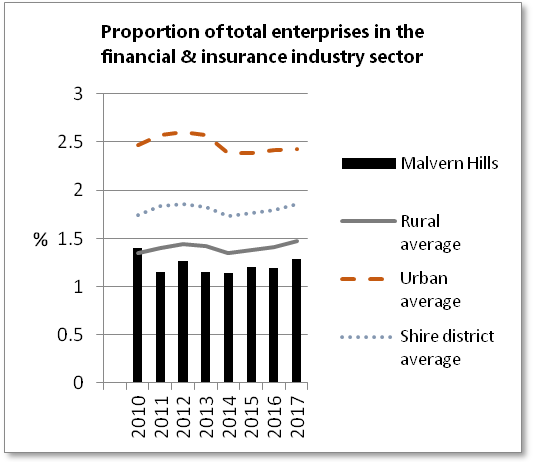 Proportion of total enterprises in the
financial & insurance industry sector
3
2.5
2
1.5
1
0.5
0
%
2010
2011
2012
2013
2014
2015
2016
2017
Malvern Hills
Rural
average
Urban
average
Shire district
average